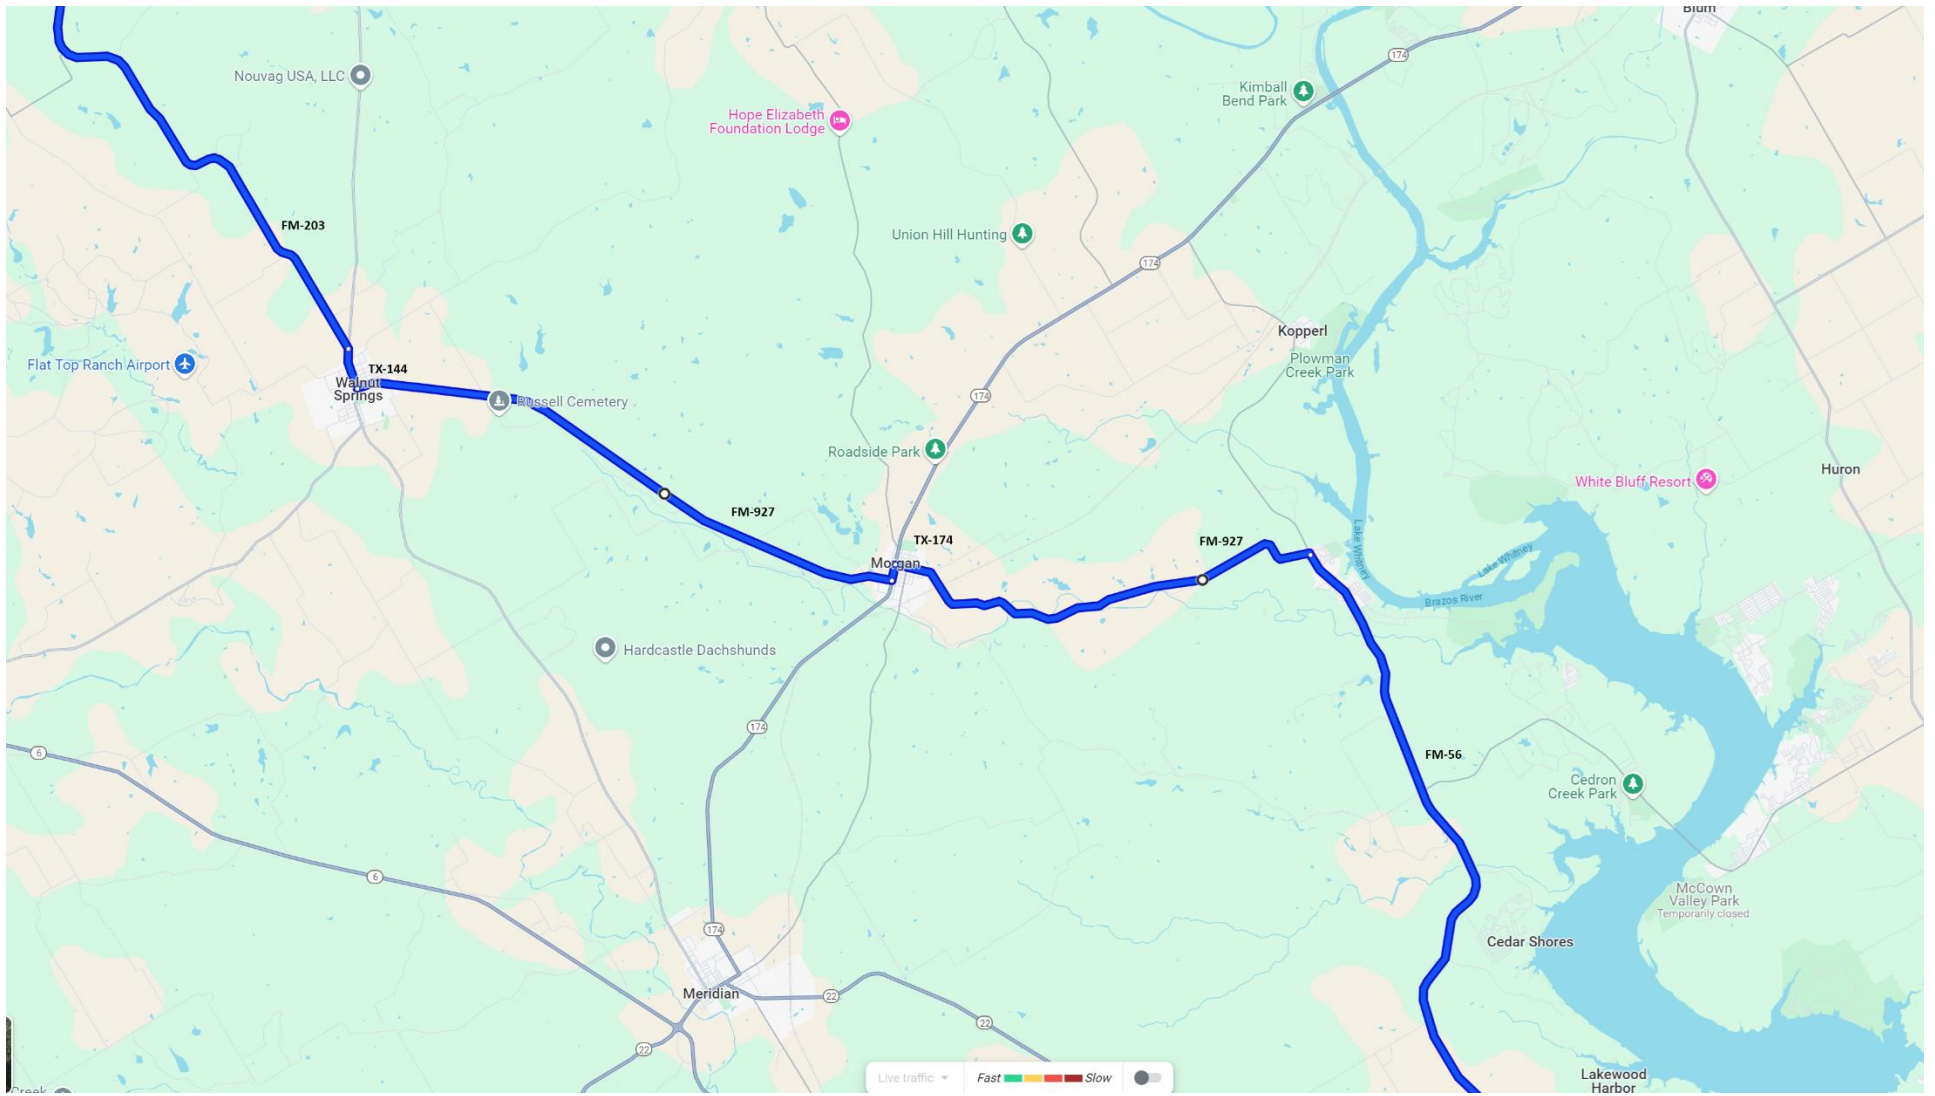 Blum
174
Nouvag USA, LLC
Kimball
Bend Park
Hope Elizabeth
Foundation Lodge
FM-203
Union Hill Hunting
174
Kopperl
Plowman
Creek Park
Flat Top Ranch Airport
TX-144
Walnut
Springs
Russell Cemetery
174
Roadside Park
Huron
White Bluff Resort
FM-927
TX-174
FM-927
Lake Whitney
Lake Whitney
Morgan
Brazos River
Hardcastle Dachshunds
174
6
FM-56
Cedron
Creek Park
6
McCown
Valley Park
Temporarily closed
174
Cedar Shores
Meridian
22
22
22
Live traffic
Fast
Slow
Lakewood
Harbor
Creek